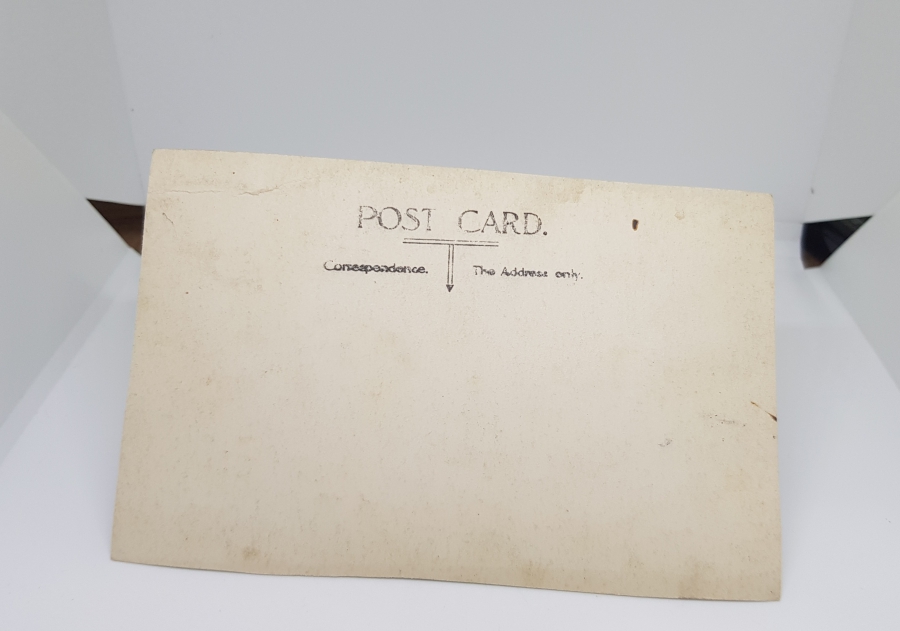 POST CARD.
Correspondence. The Address only.